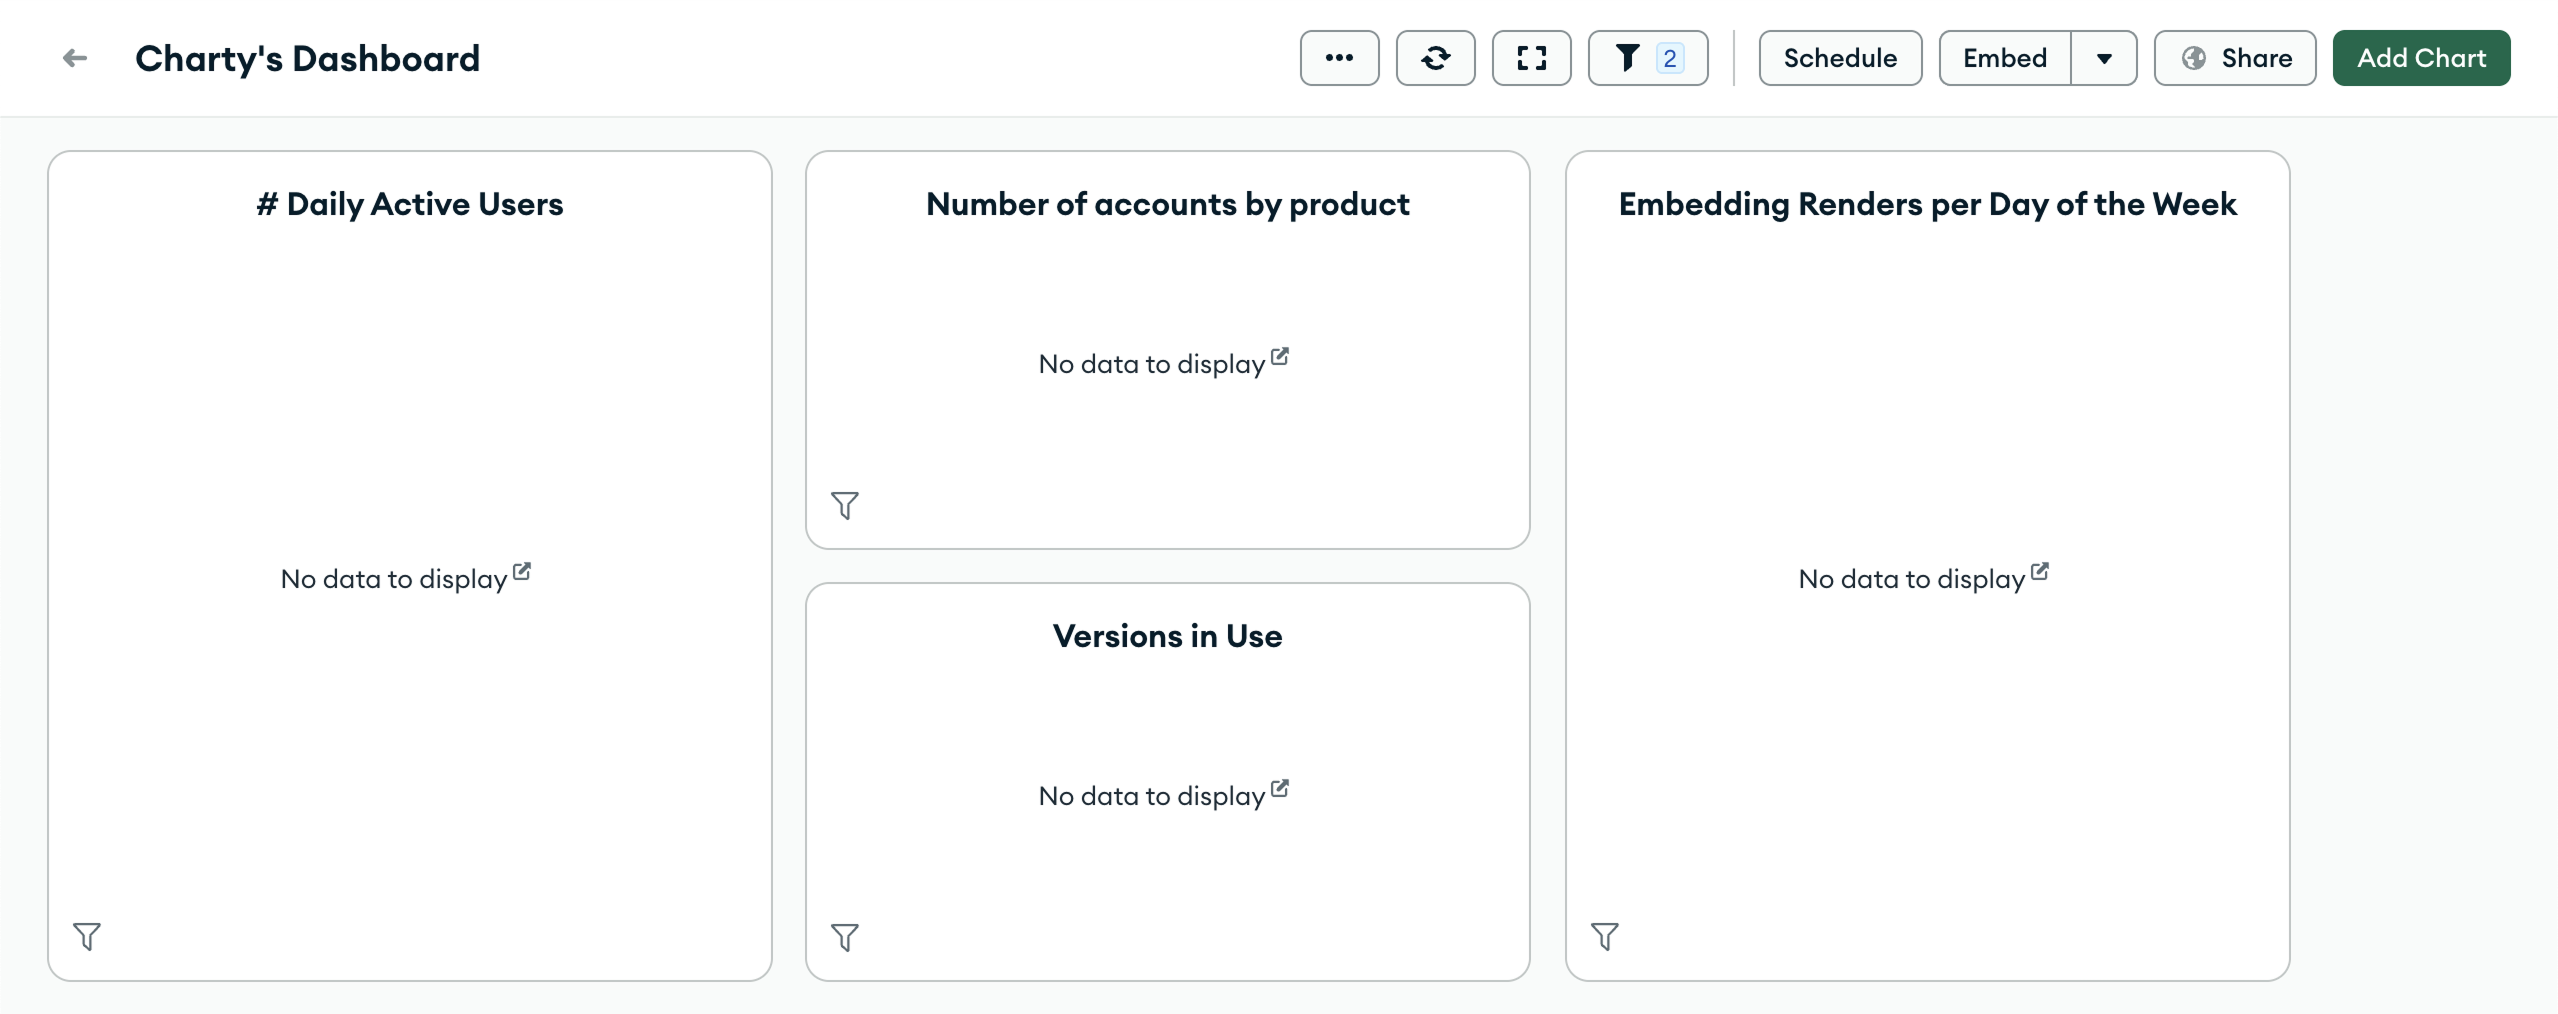 Charty's Dashboard
2
Schedule
Embed
Share
Add Chart
# Daily Active Users
No data to display
Number of accounts by product
No data to display
Versions in Use
No data to display
Embedding Renders per Day of the Week
No data to display